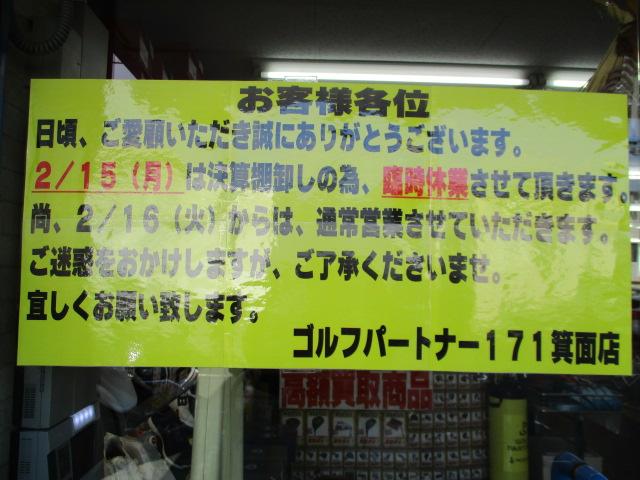 お客様各位
日頃、ご愛顧いただき誠にありがとうございます。
2／15（月）は決算棚卸しの為、臨時休業させて頂きます。
尚、2／16（火）からは、通常営業させていただきます。
ご迷惑をおかけしますが、ご了承くださいませ。
宜しくお願い致します。
ゴルフパートナー171箕面店
高額買取商品